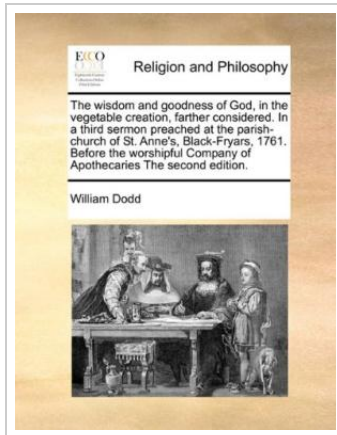 ECCO
Religion and Philosophy
The wisdom and goodness of God, in the
vegetable creation, farther considered. In
a third sermon preached at the parish-
church of St. Anne's, Black-Fryars, 1761.
Before the worshipful Company of
Apothecaries The second edition.
William Dodd